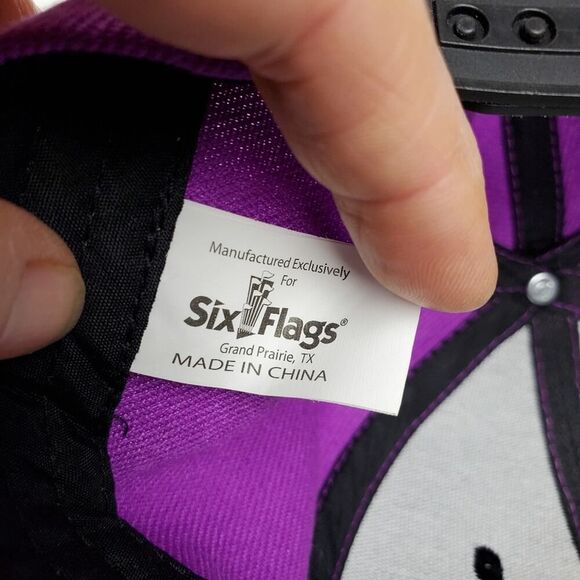 Manufactured Exclusively
For
Six Flags®
Grand Prairie, TX
MADE IN CHINA